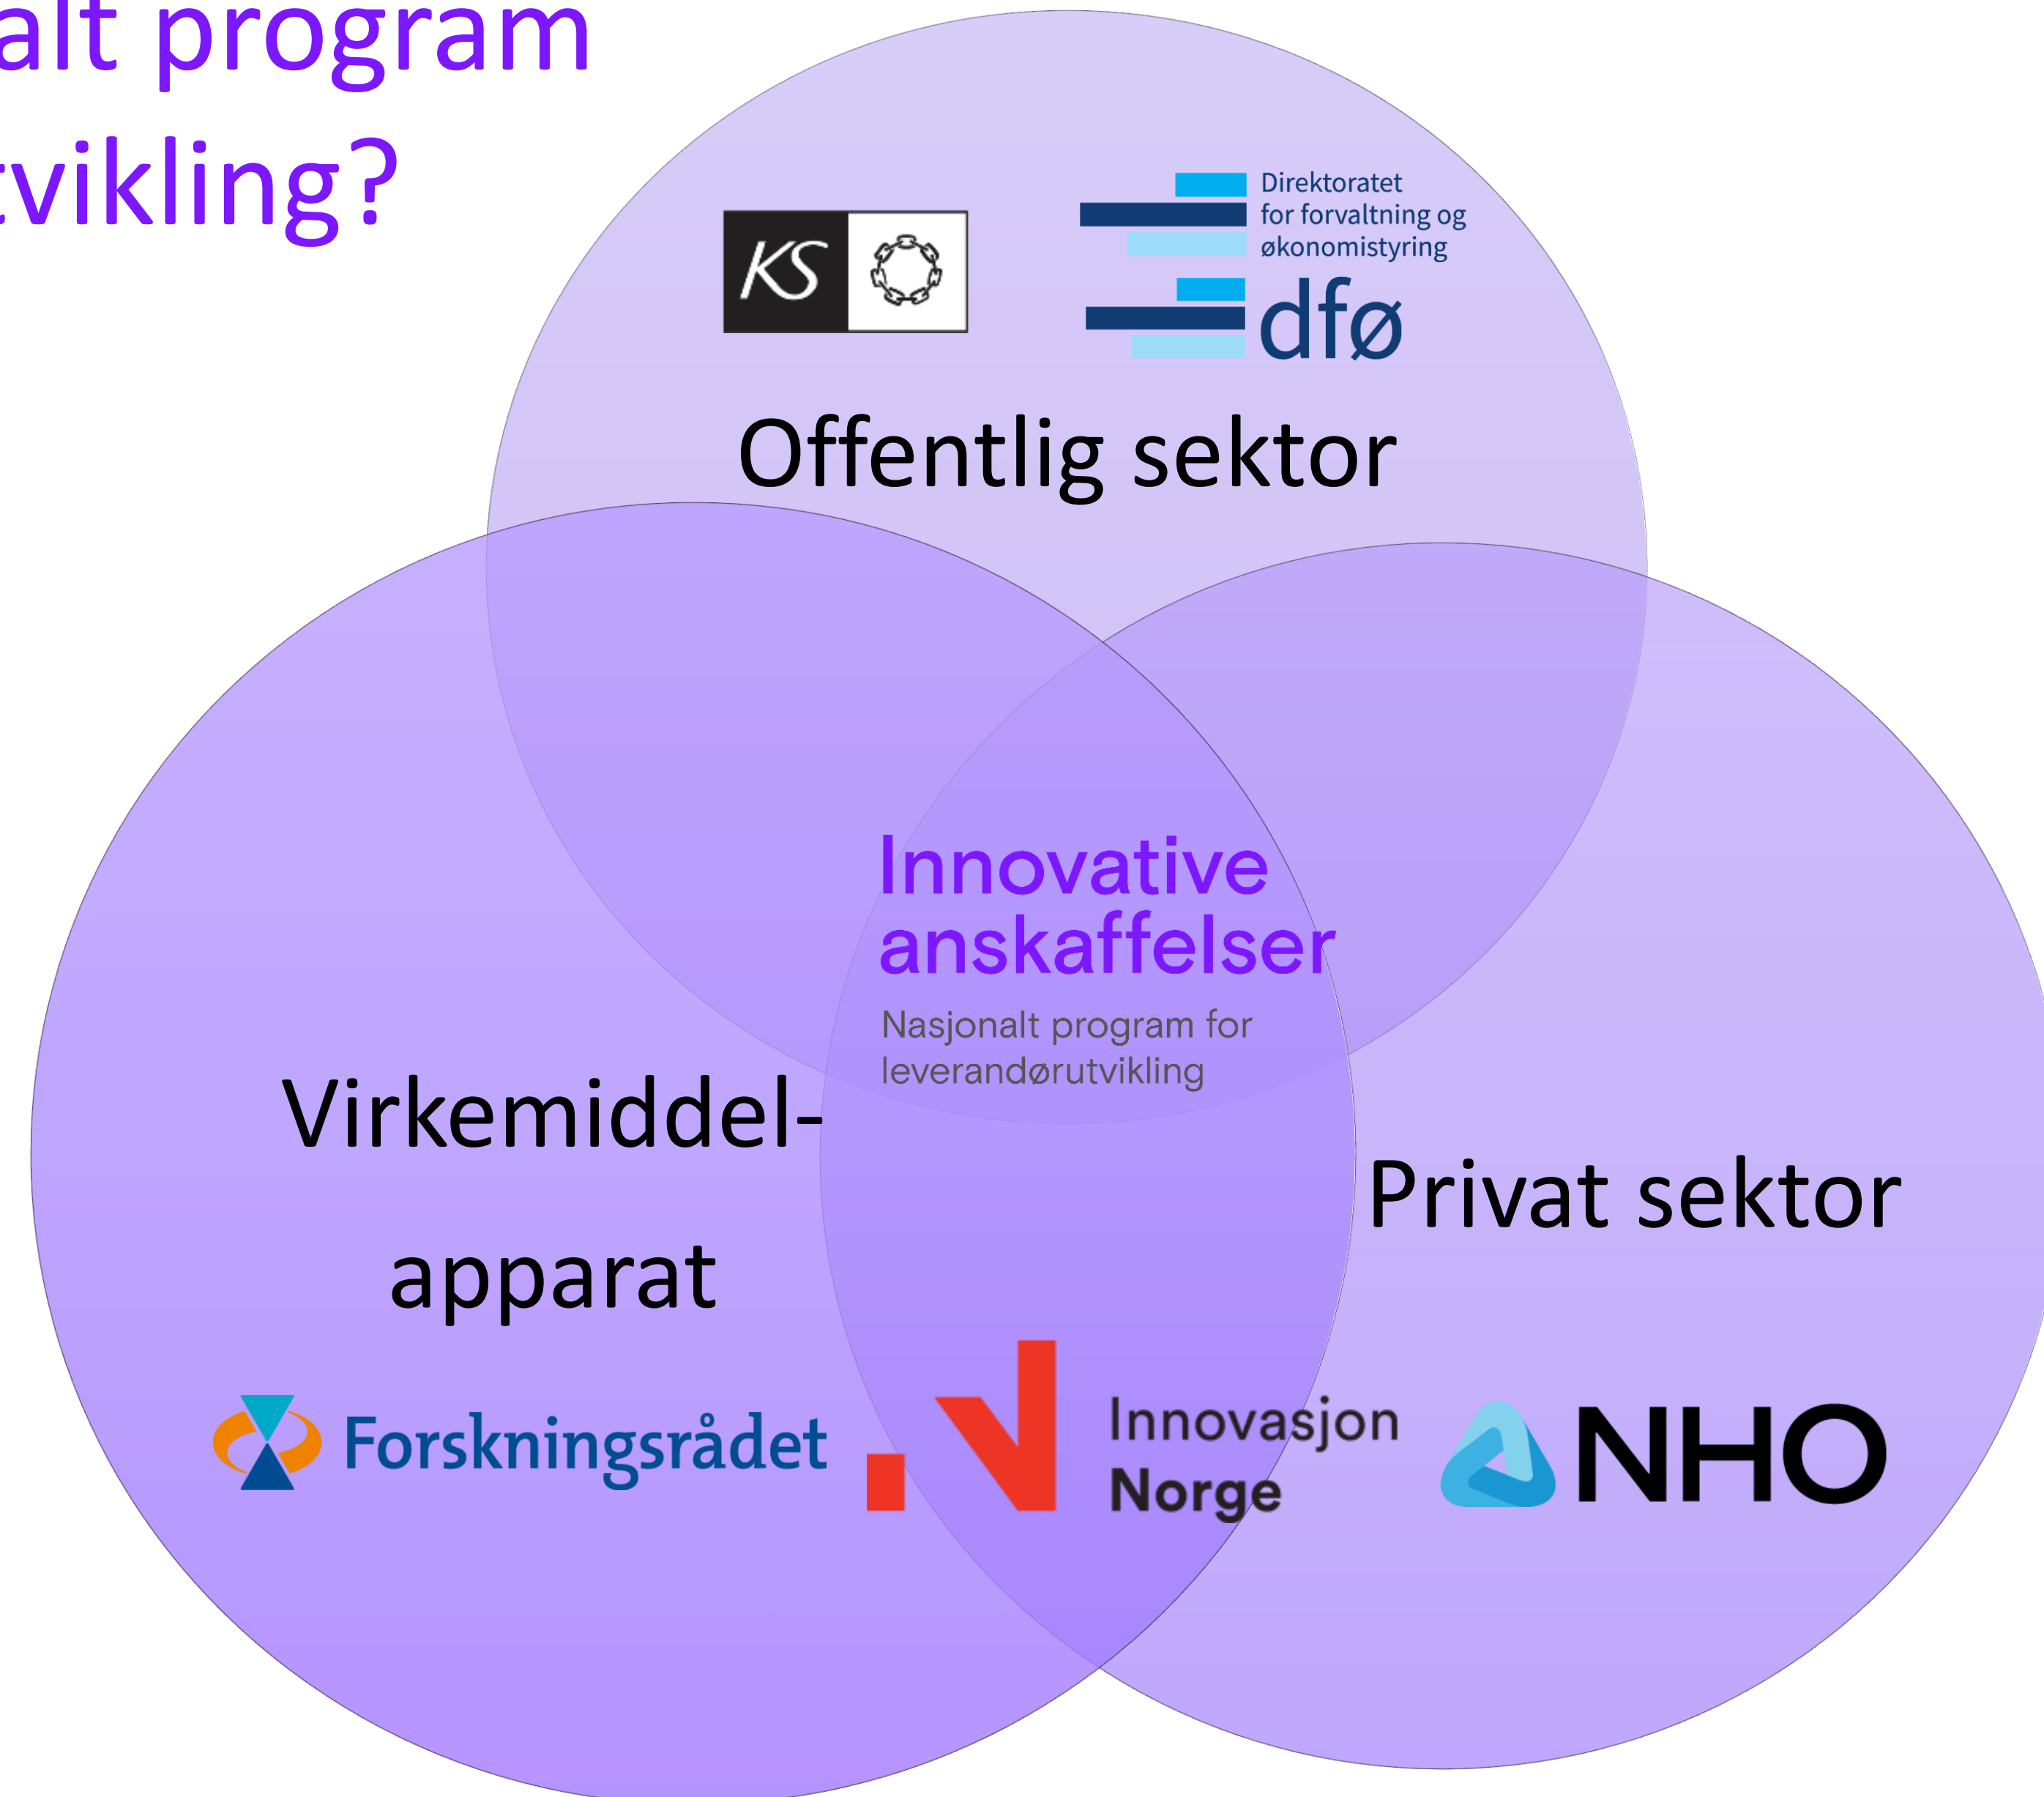 alt program
vikling?
KS
Direktoratet
for forvaltning og
økonomistyring
dfø
Offentlig sektor
Innovative
anskaffelser
Nasjonalt program for
leverandørutvikling
Virkemiddel-
apparat
Privat sektor
Forskningsrådet
Innovasjon
Norge
NHO